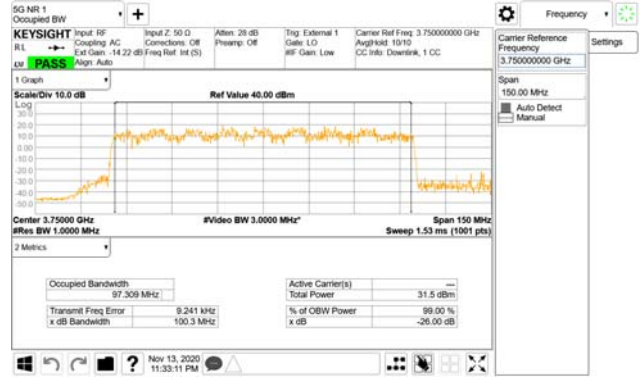 5G NR 1
Occupied BW
Frequency
KEYSIGHT Input: RF Input Z: 50 Ω Atten: 28 dB Trig: External 1 Carrier Ref Freq: 3.750000000 GHz
RL Coupling: AC Corrections: Off Preamp: Off Gate: LO Avg|Hold: 10/10
Ext Gain: -14.22 dB Freq Ref: Int (S) #IF Gain: Low CC Info: Downlink, 1 CC
PASS Align: Auto
Carrier Reference
Frequency
3.750000000 GHz
Settings
Span
150.00 MHz
Auto Detect
Manual
1 Graph
Scale/Div 10.0 dB Ref Value 40.00 dBm
Log
30.0
20.0
10.0
0.00
-10.0
-20.0
-30.0
-40.0
-50.0
Center 3.75000 GHz #Video BW 3.0000 MHz* Span 150 MHz
#Res BW 1.0000 MHz Sweep 1.53 ms (1001 pts)
2 Metrics
Occupied Bandwidth
97.309 MHz
Active Carrier(s) ---
Total Power 31.5 dBm
Transmit Freq Error 9.241 kHz
x dB Bandwidth 100.3 MHz
% of OBW Power 99.00 %
x dB -26.00 dB
?
Nov 13, 2020
11:33:11 PM